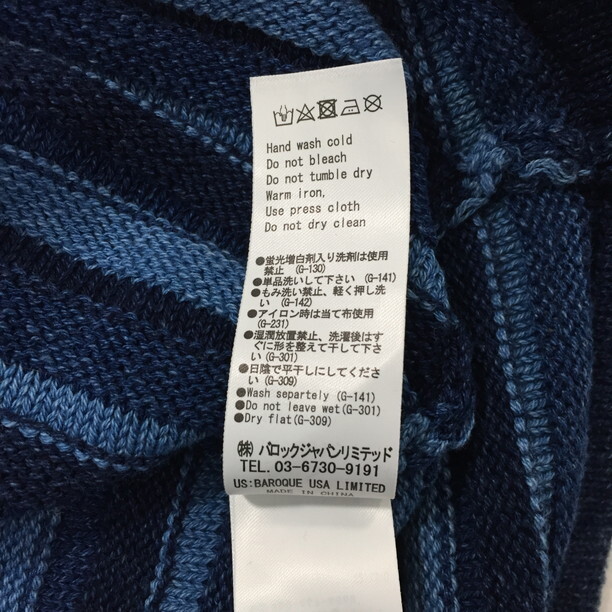 Hand wash cold
Do not bleach
Do not tumble dry
Warm iron,
Use press cloth
Do not dry clean
●蛍光増白剤入り洗剤は使用
禁止 (G-130)
●単品洗いして下さい (G-141)
●もみ洗い禁止、軽く押し洗
い (G-142)
●アイロン時は当て布使用
(G-231)
●湿潤放置禁止、洗濯後はす
ぐに形を整えて干して下さ
い(G-301)
●日陰で平干しにしてくださ
い(G-309)
●Wash separtely (G-141)
●Do not leave wet(G-301)
●Dry flat(G-309)
㈱ バロックジャパンリミテッド
TEL. 03-6730-9191
US:BAROQUE USA LIMITED
MADE IN CHINA